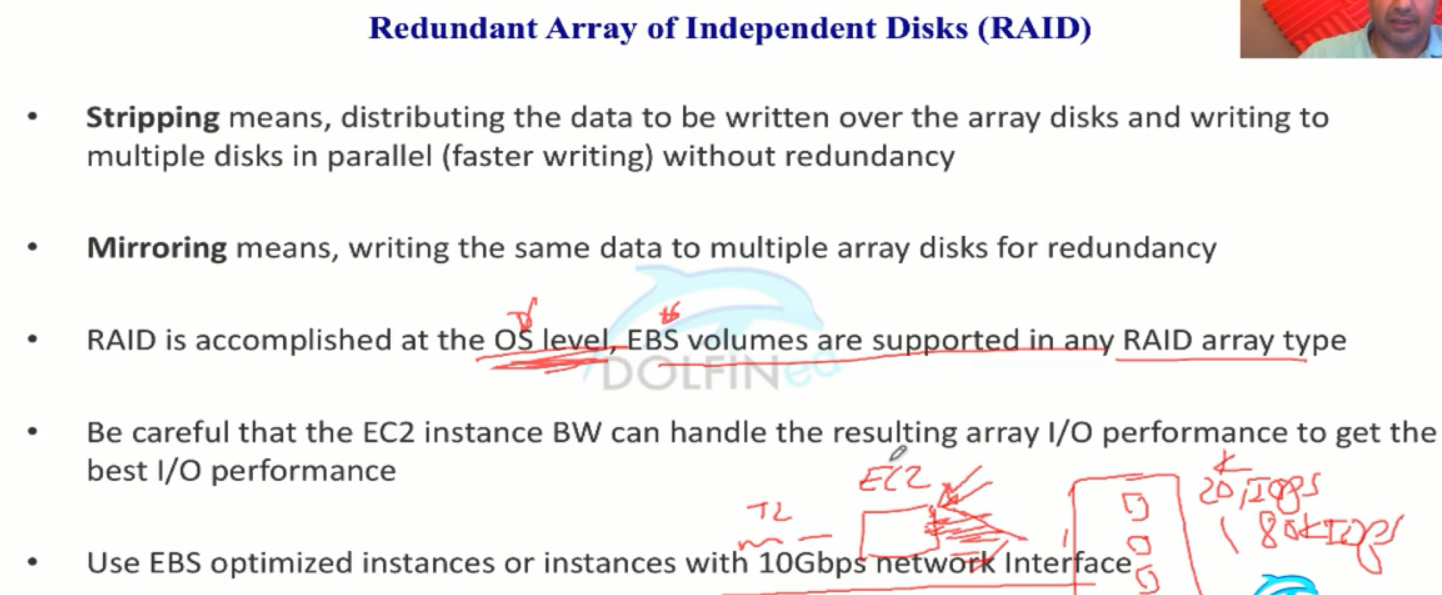 Redundant Array of Independent Disks (RAID)
• Stripping means, distributing the data to be written over the array disks and writing to
multiple disks in parallel (faster writing) without redundancy
• Mirroring means, writing the same data to multiple array disks for redundancy
• RAID is accomplished at the OS level, EBS volumes are supported in any RAID array type
DOLFINed
• Be careful that the EC2 instance BW can handle the resulting array I/O performance to get the
best I/O performance
EC2
20 K IOPS
80K IOPS
• Use EBS optimized instances or instances with 10Gbps network Interface